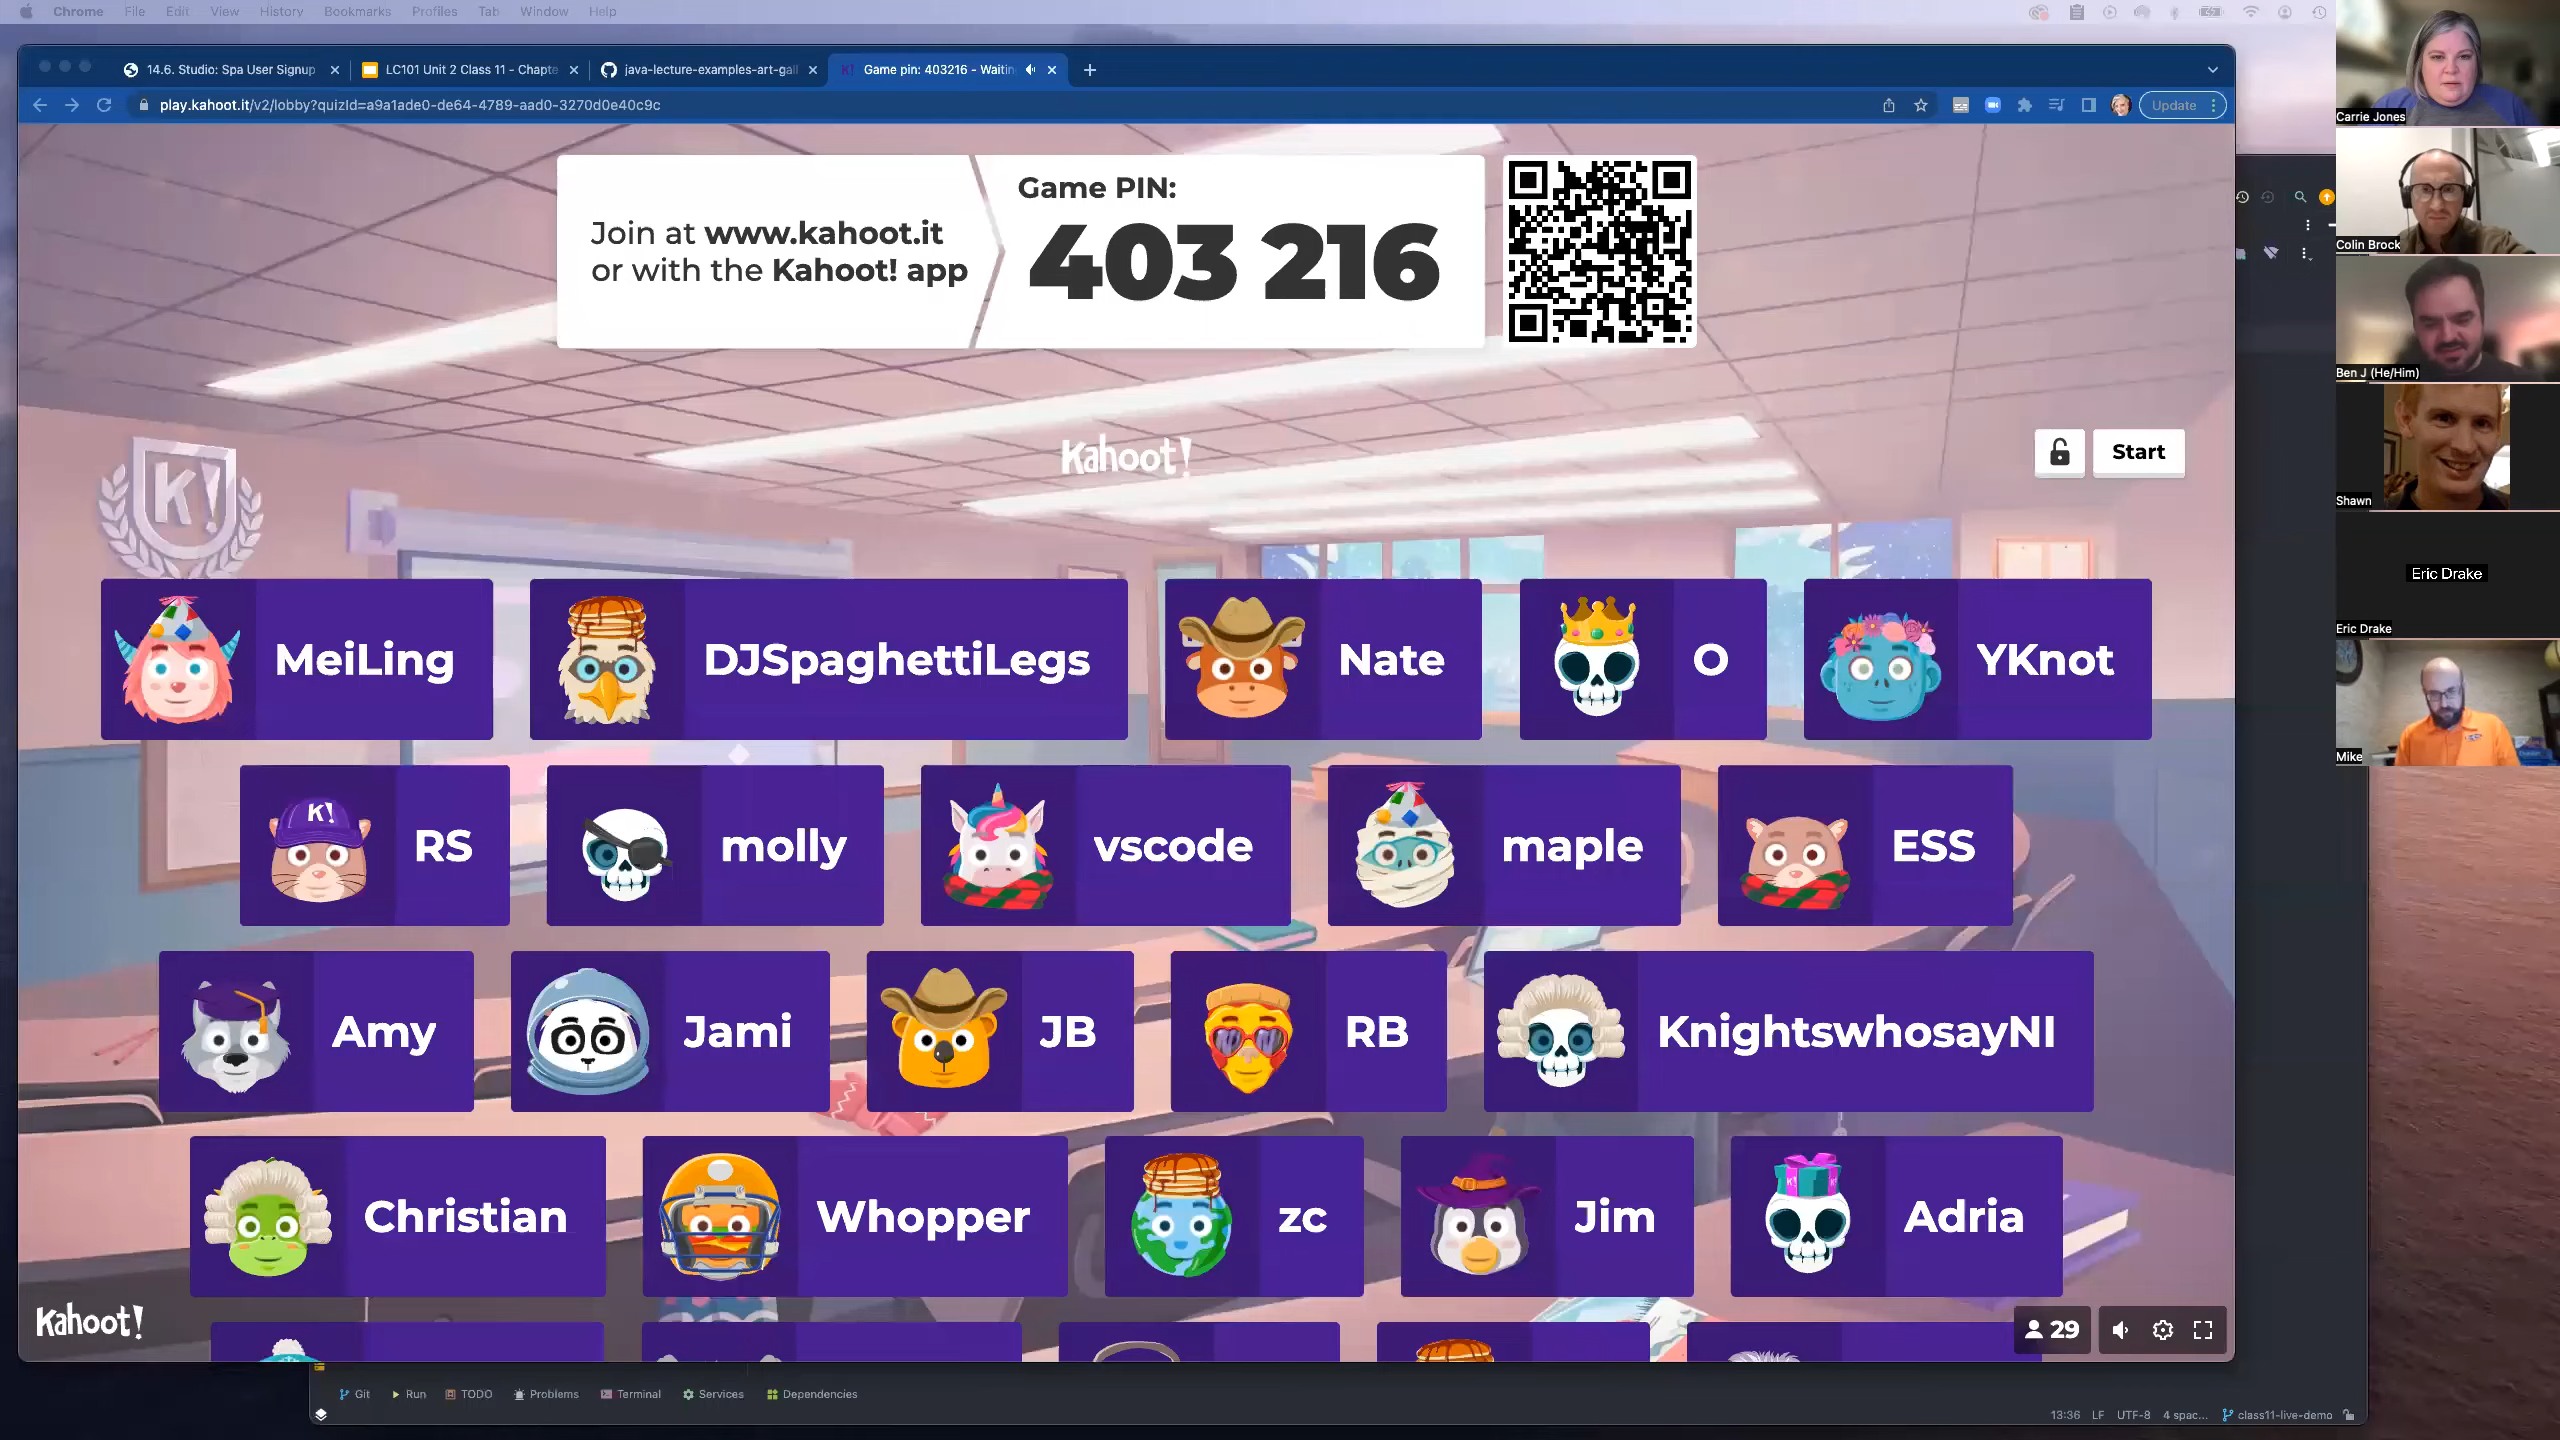 Chrome File Edit View History Bookmarks Profiles Tab Window Help
14.6. Studio: Spa User Signup
LC101 Unit 2 Class 11 - Chapte
java-lecture-examples-art-gall
Game pin: 403216 - Waitin
play.kahoot.it/v2/lobby?quizId=a9a1ade0-de64-4789-aad0-3270d0e40c9c
Update
Join at www.kahoot.it
or with the Kahoot! app
Game PIN:
403 216
Kahoot!
K!
Start
MeiLing
DJSpaghettiLegs
Nate
O
YKnot
K!
RS
molly
vscode
maple
ESS
Amy
Jami
JB
RB
KnightswhosayNI
Christian
Whopper
zc
Jim
Adria
Kahoot!
29
Git Run TODO Problems Terminal Services Dependencies
13:36 LF UTF-8 4 spac... class11-live-demo
Carrie Jones
Colin Brock
Ben J (He/Him)
Shawn
Eric Drake
Eric Drake
Mike